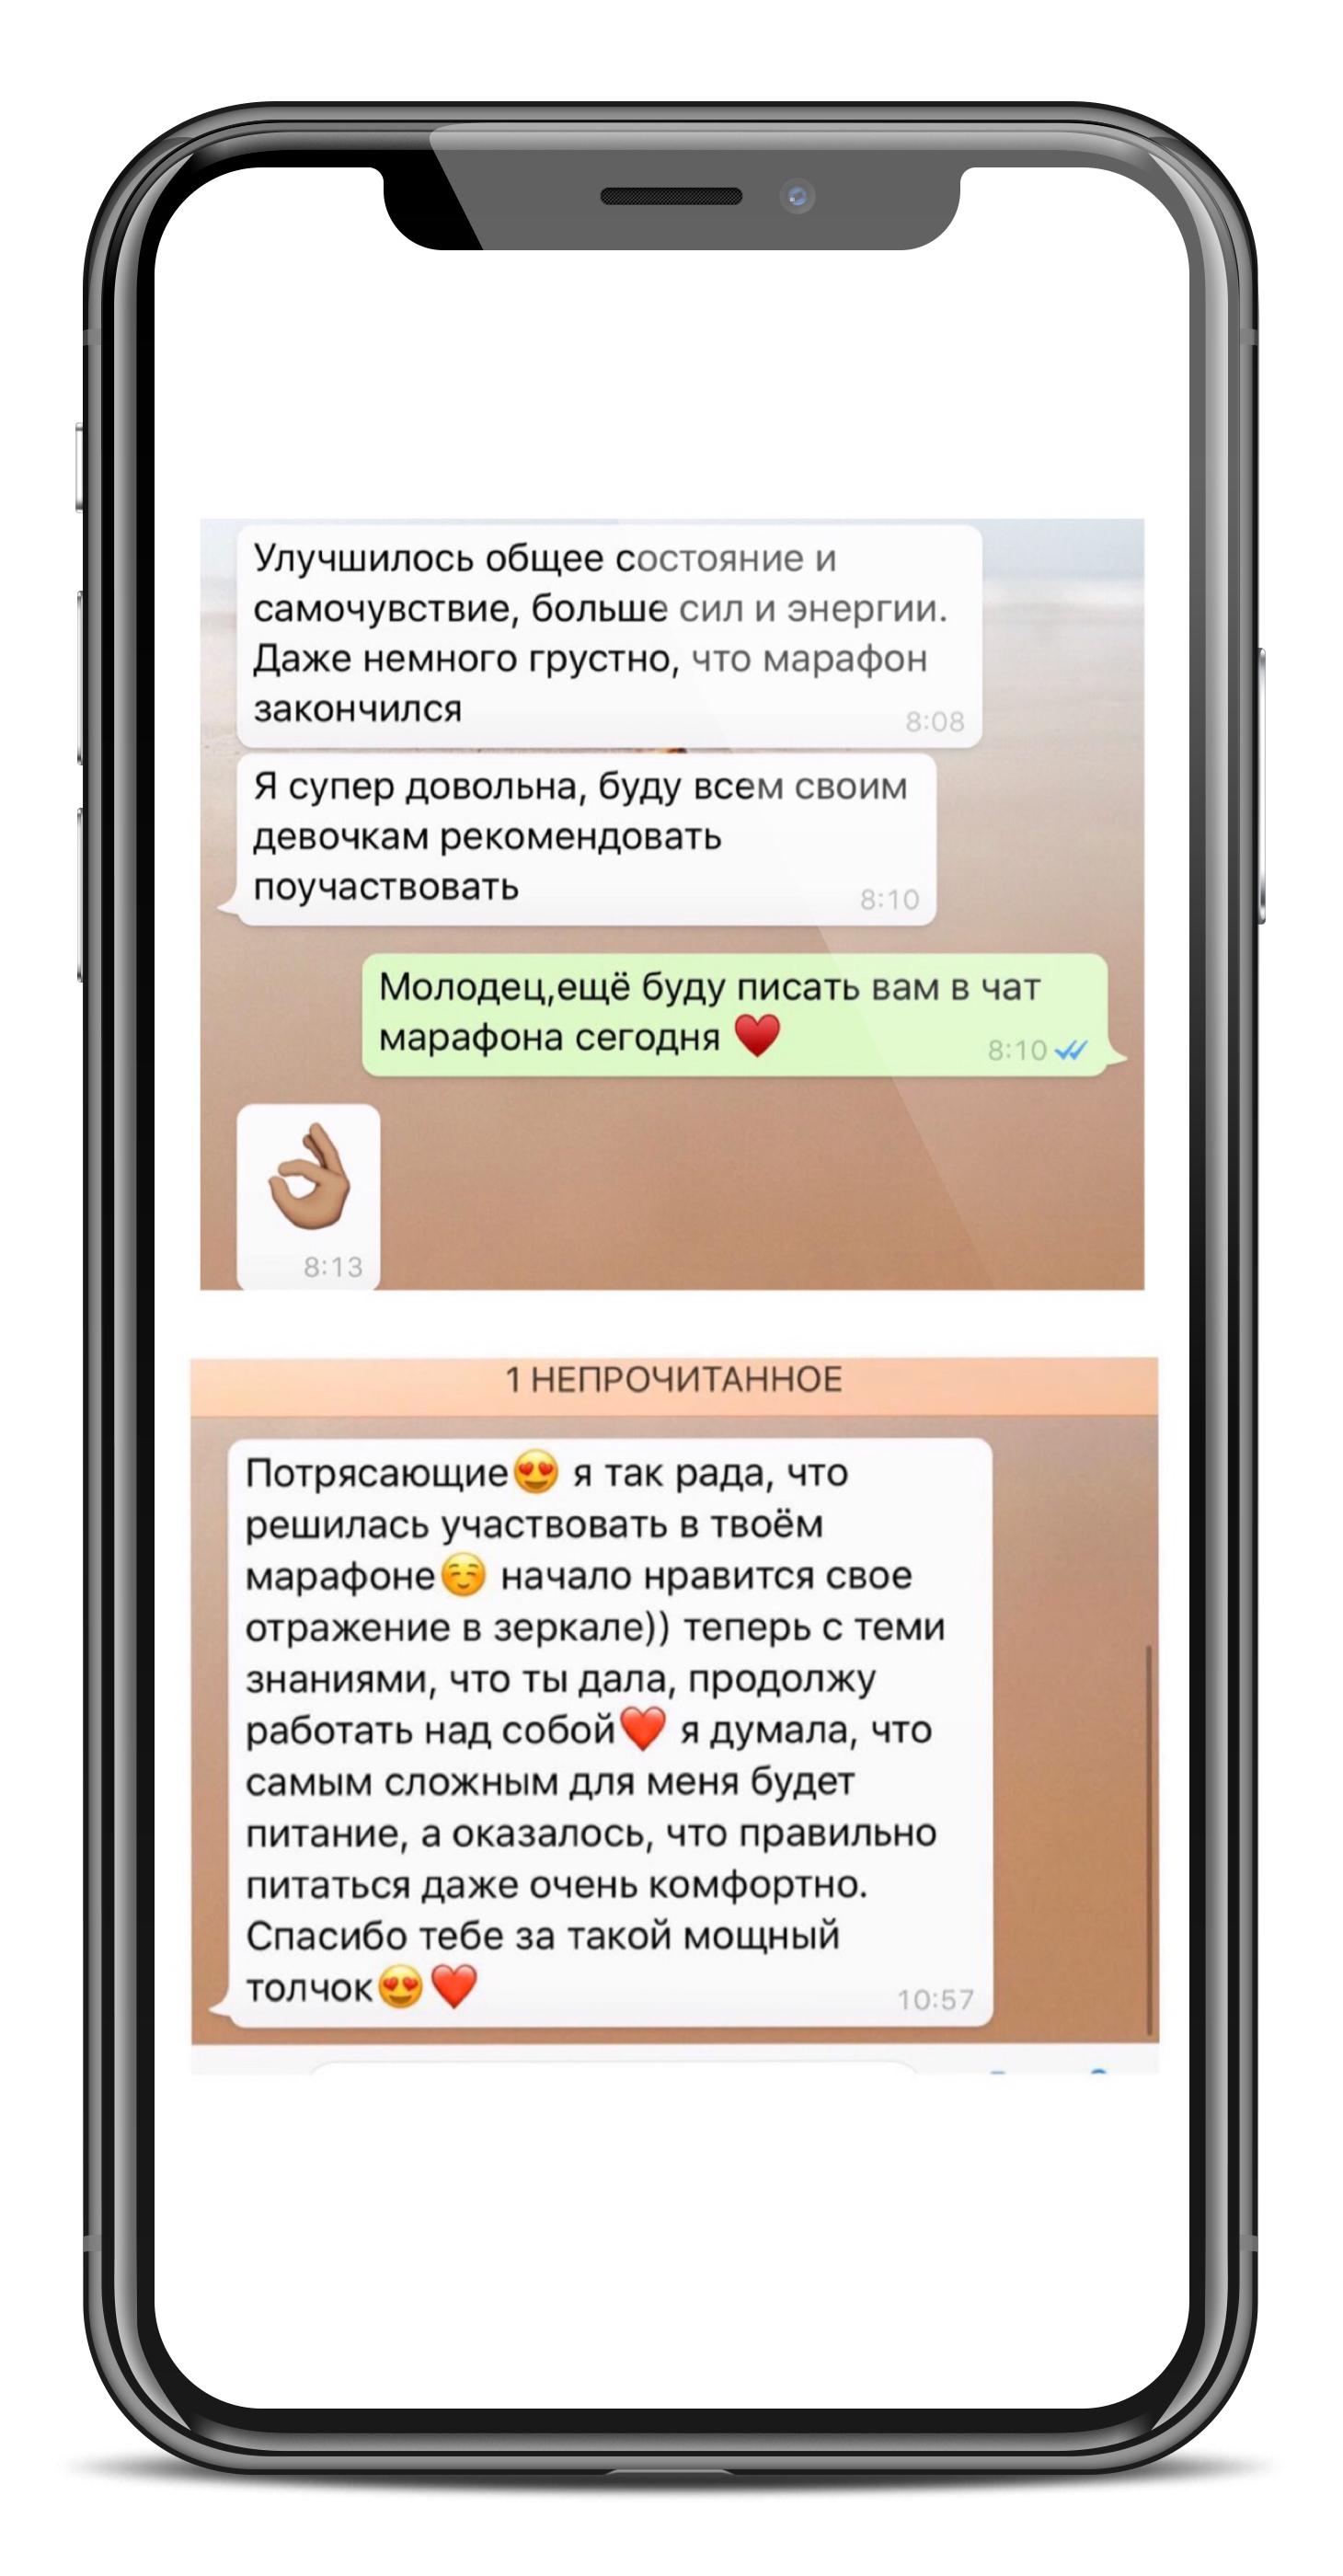 Улучшилось общее состояние и
самочувствие, больше сил и энергии.
Даже немного грустно, что марафон
закончился
8:08
Я супер довольна, буду всем своим
девочкам рекомендовать
поучаствовать
8:10
Молодец,ещё буду писать вам в чат
марафона сегодня ♥️
8:10
👌🏽
8:13
1 НЕПРОЧИТАННОЕ
Потрясающие😍 я так рада, что
решилась участвовать в твоём
марафоне☺️ начало нравится свое
отражение в зеркале)) теперь с теми
знаниями, что ты дала, продолжу
работать над собой❤️ я думала, что
самым сложным для меня будет
питание, а оказалось, что правильно
питаться даже очень комфортно.
Спасибо тебе за такой мощный
толчок😍❤️
10:57